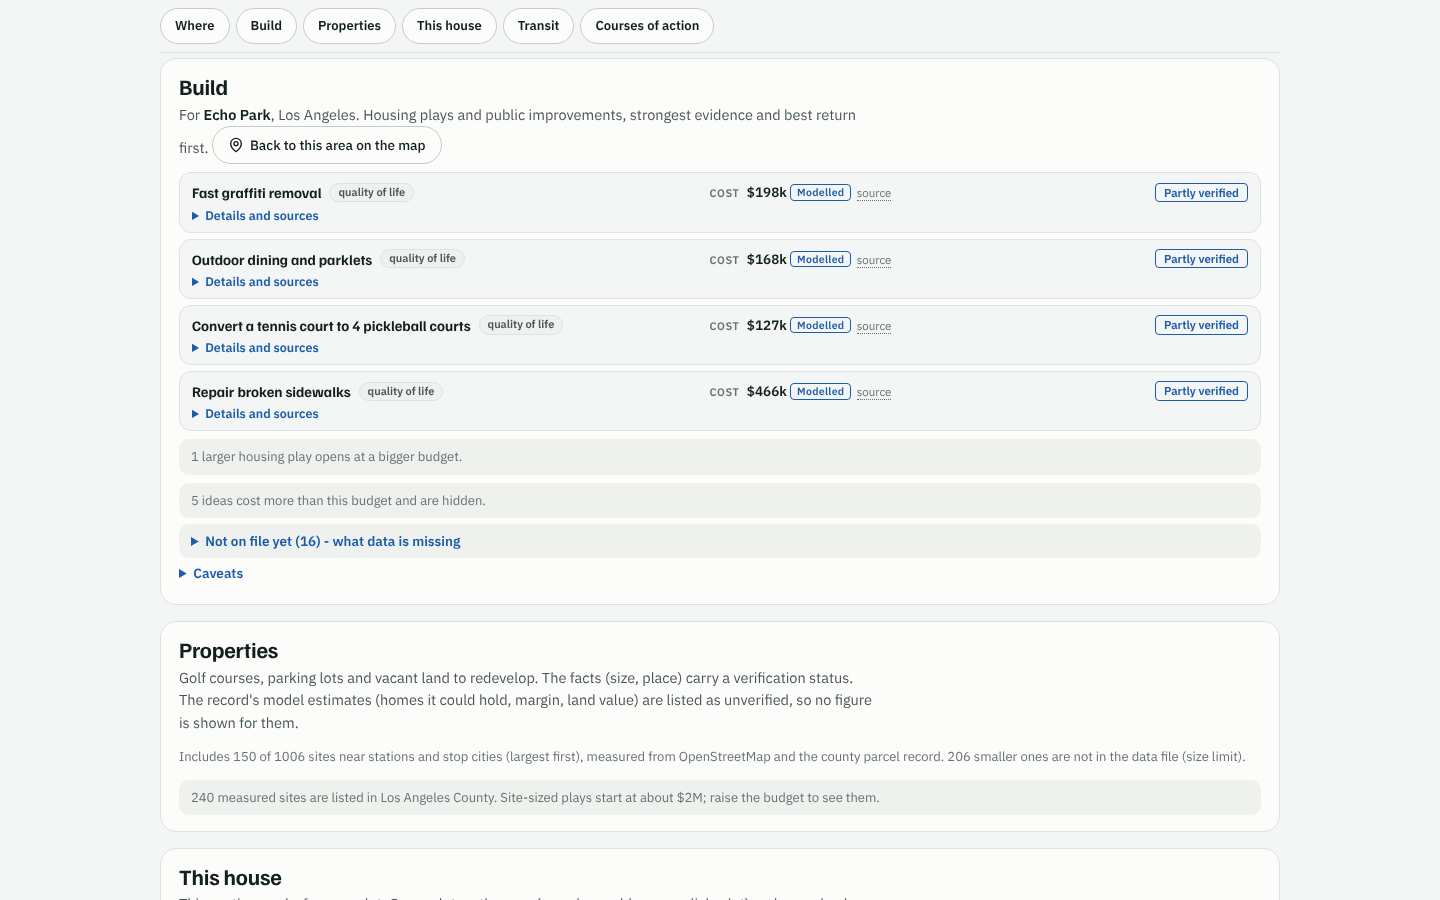 Where Build Properties This house Transit Courses of action
Build
For Echo Park, Los Angeles. Housing plays and public improvements, strongest evidence and best return
first. Back to this area on the map
Fast graffiti removal quality of life COST $198k Modelled source Partly verified
Details and sources
Outdoor dining and parklets quality of life COST $168k Modelled source Partly verified
Details and sources
Convert a tennis court to 4 pickleball courts quality of life COST $127k Modelled source Partly verified
Details and sources
Repair broken sidewalks quality of life COST $466k Modelled source Partly verified
Details and sources
1 larger housing play opens at a bigger budget.
5 ideas cost more than this budget and are hidden.
Not on file yet (16) - what data is missing
Caveats
Properties
Golf courses, parking lots and vacant land to redevelop. The facts (size, place) carry a verification status.
The record's model estimates (homes it could hold, margin, land value) are listed as unverified, so no figure
is shown for them.
Includes 150 of 1006 sites near stations and stop cities (largest first), measured from OpenStreetMap and the county parcel record. 206 smaller ones are not in the data file (size limit).
240 measured sites are listed in Los Angeles County. Site-sized plays start at about $2M; raise the budget to see them.
This house